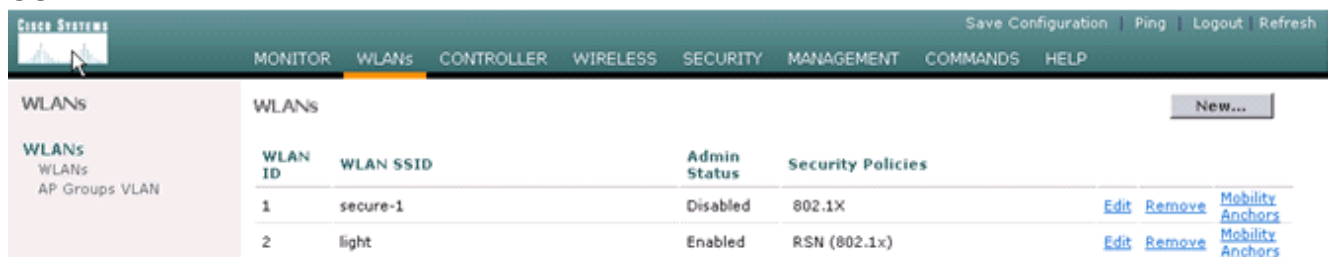 CISCO SYSTEMS
Save Configuration | Ping | Logout | Refresh
MONITOR WLANs CONTROLLER WIRELESS SECURITY MANAGEMENT COMMANDS HELP
WLANs
WLANs
WLANs
AP Groups VLAN
WLANs
New...
WLAN ID WLAN SSID Admin Status Security Policies
1 secure-1 Disabled 802.1X Edit Remove Mobility Anchors
2 light Enabled RSN (802.1x) Edit Remove Mobility Anchors